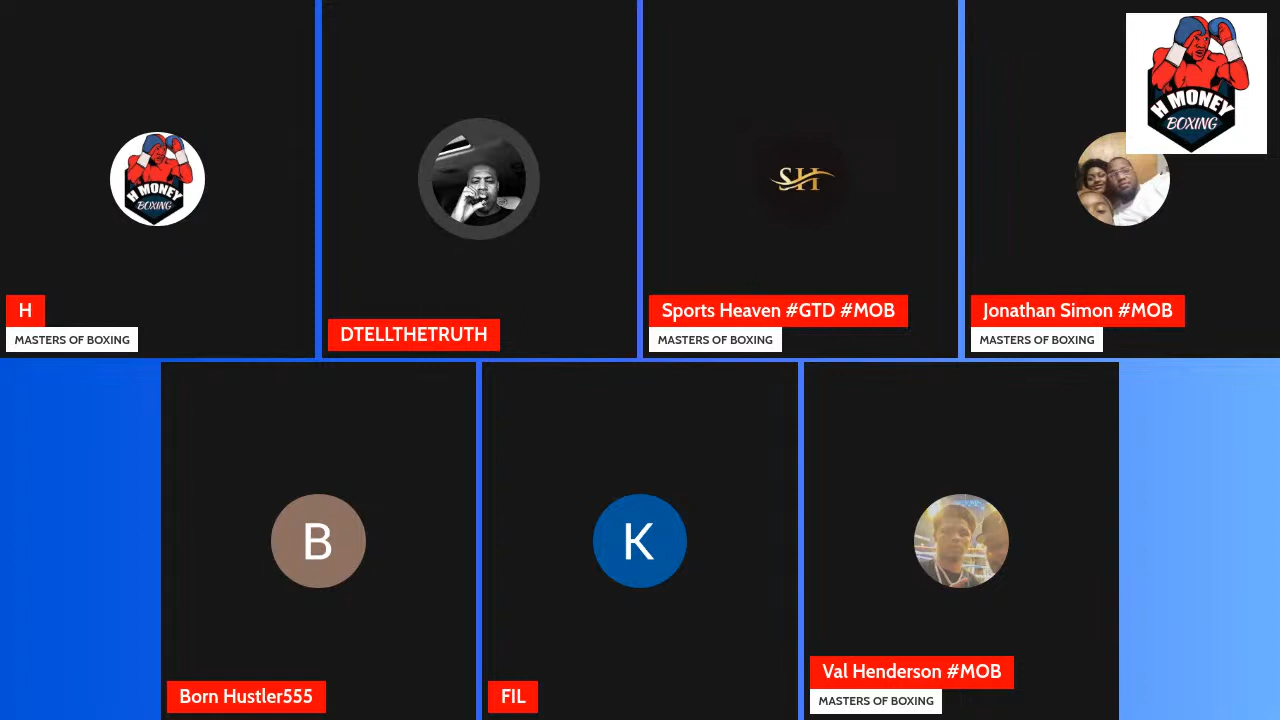 H MONEY
BOXING
H
MASTERS OF BOXING
DTELLTHETRUTH
SH
Sports Heaven #GTD #MOB
MASTERS OF BOXING
H MONEY
BOXING
Jonathan Simon #MOB
MASTERS OF BOXING
B
Born Hustler555
K
FIL
Val Henderson #MOB
MASTERS OF BOXING